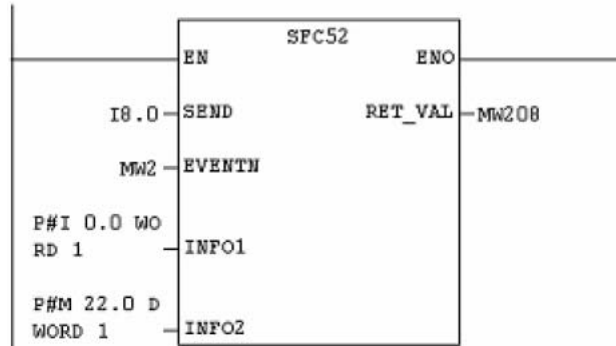 SFC52
EN ENO
I8.0 SEND RET_VAL MW208
MW2 EVENTN
P#I 0.0 WO
RD 1 INFO1
P#M 22.0 D
WORD 1 INFO2